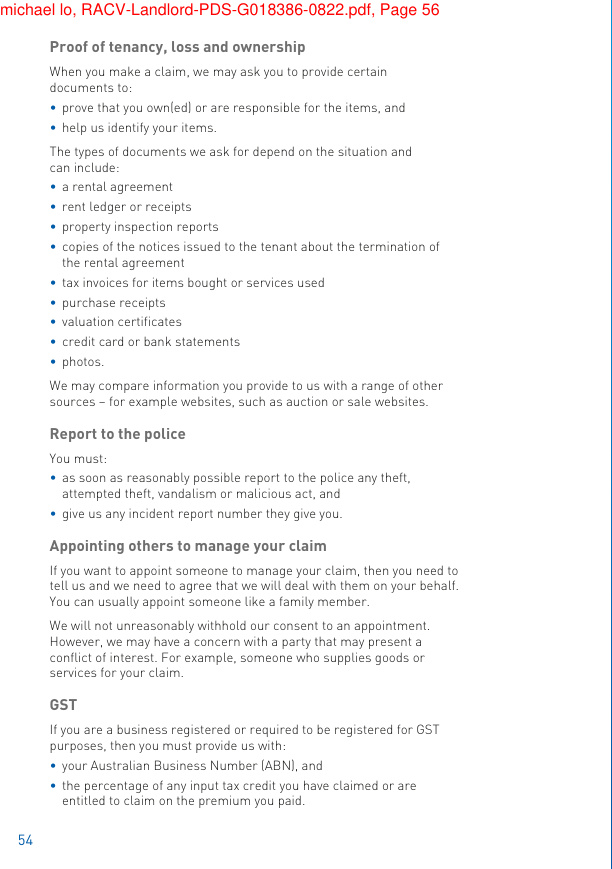 michael lo, RACV-Landlord-PDS-G018386-0822.pdf, Page 56
Proof of tenancy, loss and ownership
When you make a claim, we may ask you to provide certain
documents to:
• prove that you own(ed) or are responsible for the items, and
• help us identify your items.
The types of documents we ask for depend on the situation and
can include:
• a rental agreement
• rent ledger or receipts
• property inspection reports
• copies of the notices issued to the tenant about the termination of
the rental agreement
• tax invoices for items bought or services used
• purchase receipts
• valuation certificates
• credit card or bank statements
• photos.
We may compare information you provide to us with a range of other
sources – for example websites, such as auction or sale websites.
Report to the police
You must:
• as soon as reasonably possible report to the police any theft,
attempted theft, vandalism or malicious act, and
• give us any incident report number they give you.
Appointing others to manage your claim
If you want to appoint someone to manage your claim, then you need to
tell us and we need to agree that we will deal with them on your behalf.
You can usually appoint someone like a family member.
We will not unreasonably withhold our consent to an appointment.
However, we may have a concern with a party that may present a
conflict of interest. For example, someone who supplies goods or
services for your claim.
GST
If you are a business registered or required to be registered for GST
purposes, then you must provide us with:
• your Australian Business Number (ABN), and
• the percentage of any input tax credit you have claimed or are
entitled to claim on the premium you paid.
54